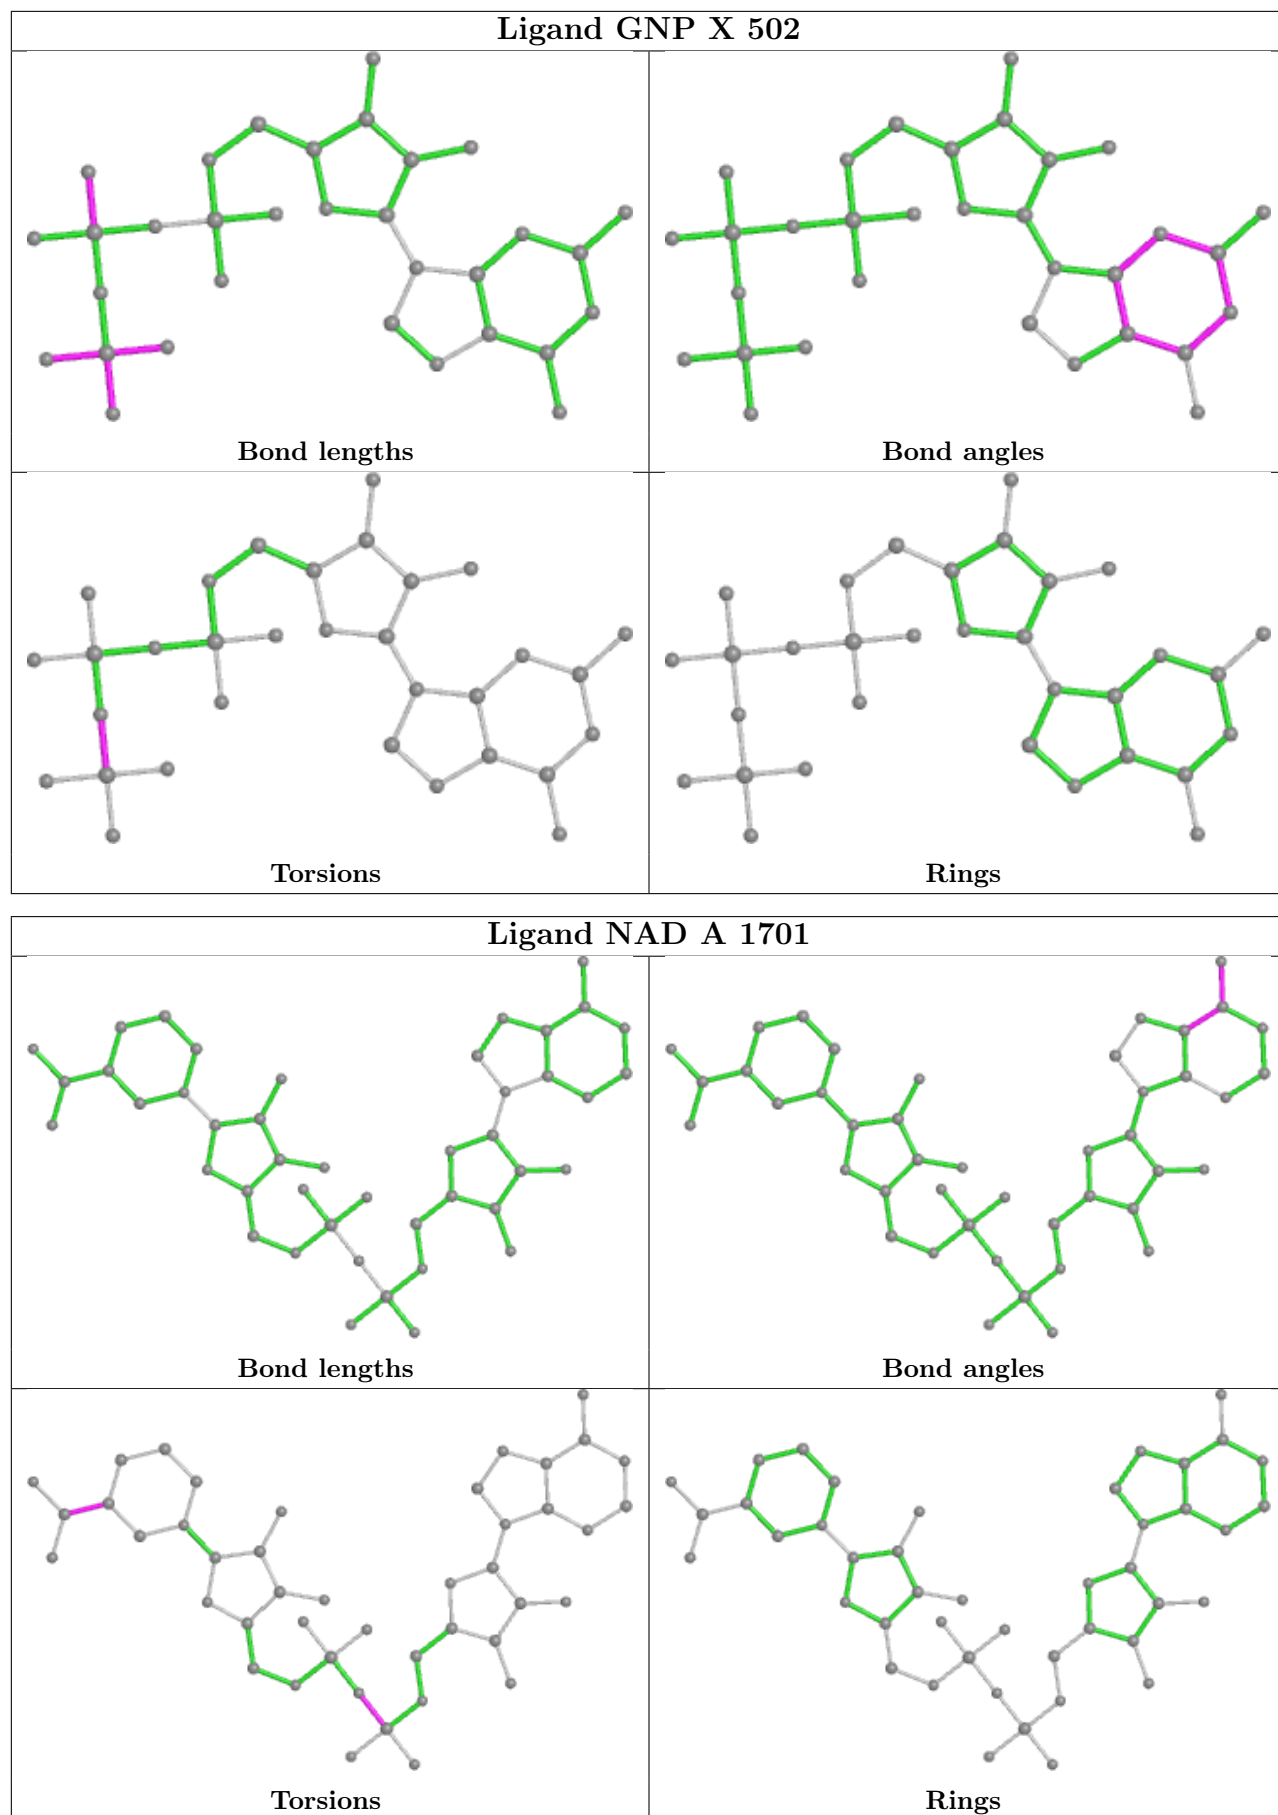 Ligand GNP X 502
Bond lengths
Bond angles
Torsions
Rings
Ligand NAD A 1701
Bond lengths
Bond angles
Torsions
Rings